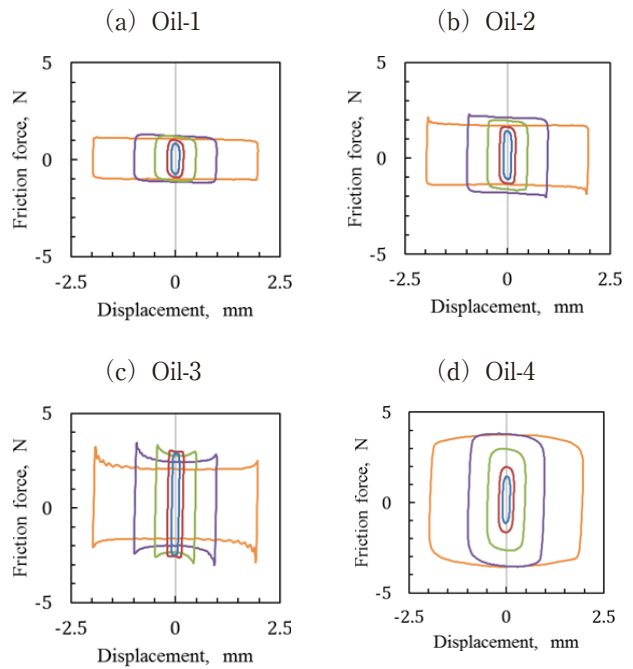 (a) Oil-1
(b) Oil-2
5
0
-5
Friction force, N
-2.5 0 2.5
Displacement, mm
5
0
-5
Friction force, N
-2.5 0 2.5
Displacement, mm
(c) Oil-3
(d) Oil-4
5
0
-5
Friction force, N
-2.5 0 2.5
Displacement, mm
5
0
-5
Friction force, N
-2.5 0 2.5
Displacement, mm